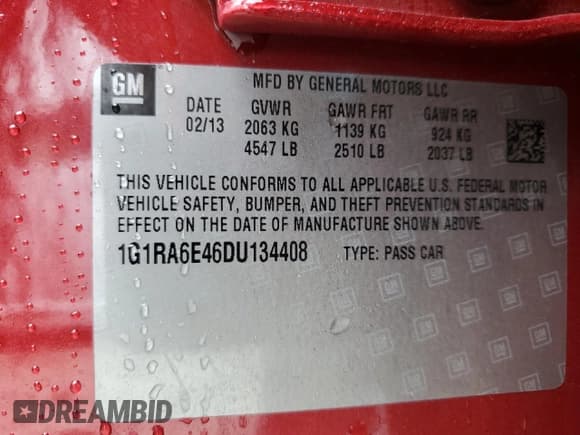 GM
MFD BY GENERAL MOTORS LLC
DATE GVWR GAWR FRT GAWR RR
02/13 2063 KG 1139 KG 924 KG
4547 LB 2510 LB 2037 LB
THIS VEHICLE CONFORMS TO ALL APPLICABLE U.S. FEDERAL MOTOR
VEHICLE SAFETY, BUMPER, AND THEFT PREVENTION STANDARDS IN
EFFECT ON THE DATE OF MANUFACTURE SHOWN ABOVE.
1G1RA6E46DU134408 TYPE: PASS CAR
DREAMBID